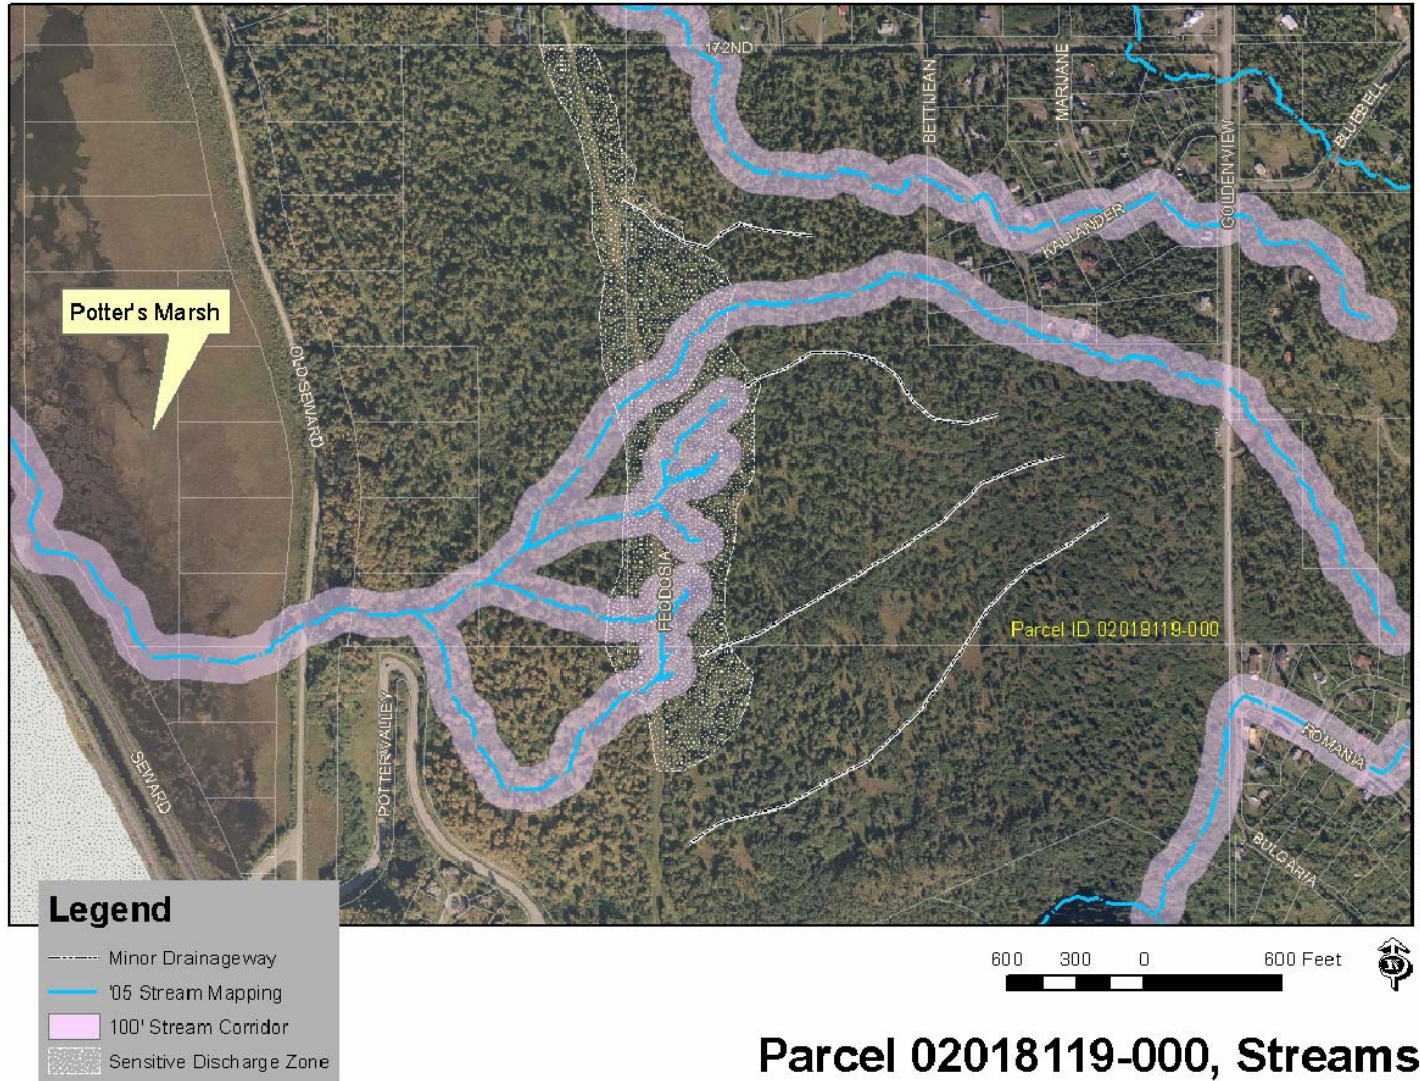 172ND
BETTIJEAN
MARIANE
GOLDEN VIEW
BLUEBELL
KALLANDER
Potter's Marsh
OLD SEWARD
FEODOSIA
Parcel ID 02018119-000
POTTER VALLEY
SEWARD
ROMANIA
BULGARIA
Legend
Minor Drainageway
'05 Stream Mapping
100' Stream Corridor
Sensitive Discharge Zone
600 300 0 600 Feet
Parcel 02018119-000, Streams